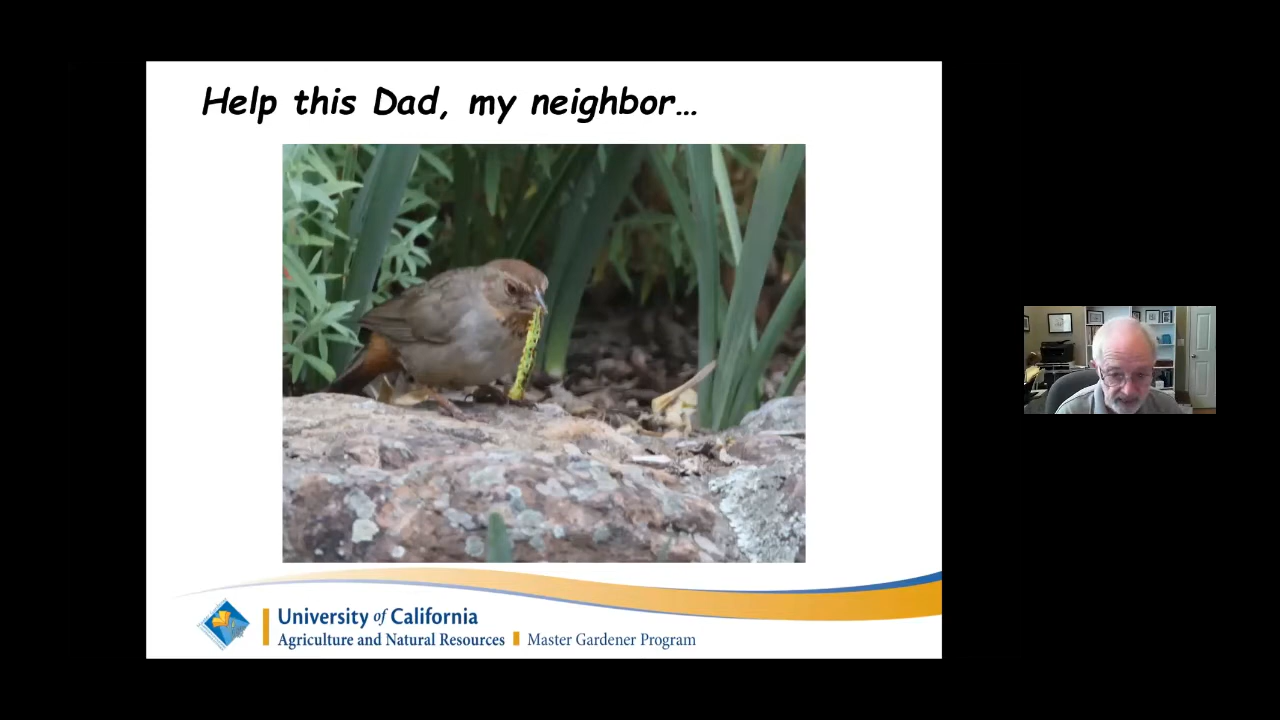 Help this Dad, my neighbor…
University of California
Agriculture and Natural Resources Master Gardener Program